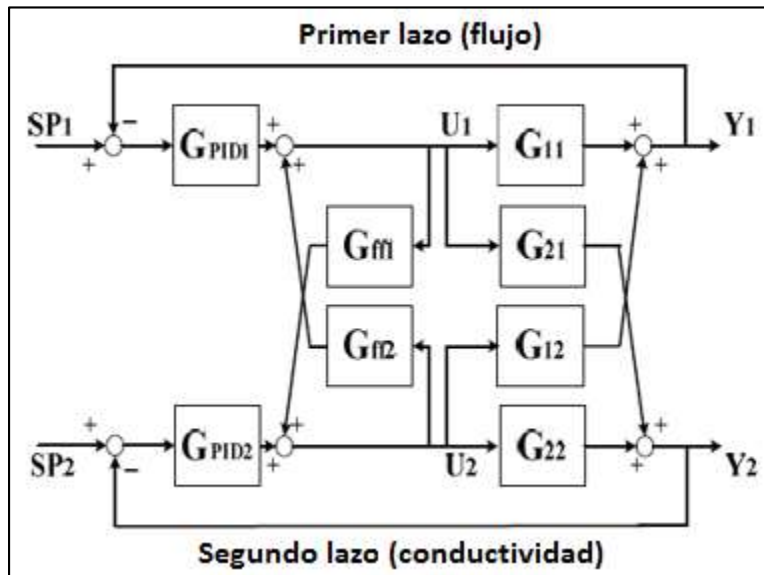 Primer lazo (flujo)
SP1
−
+
GPID1
+
+
U1
G11
+
+
Y1
Gff1
G21
Gff2
G12
SP2
+
−
GPID2
+
+
U2
G22
+
+
Y2
Segundo lazo (conductividad)